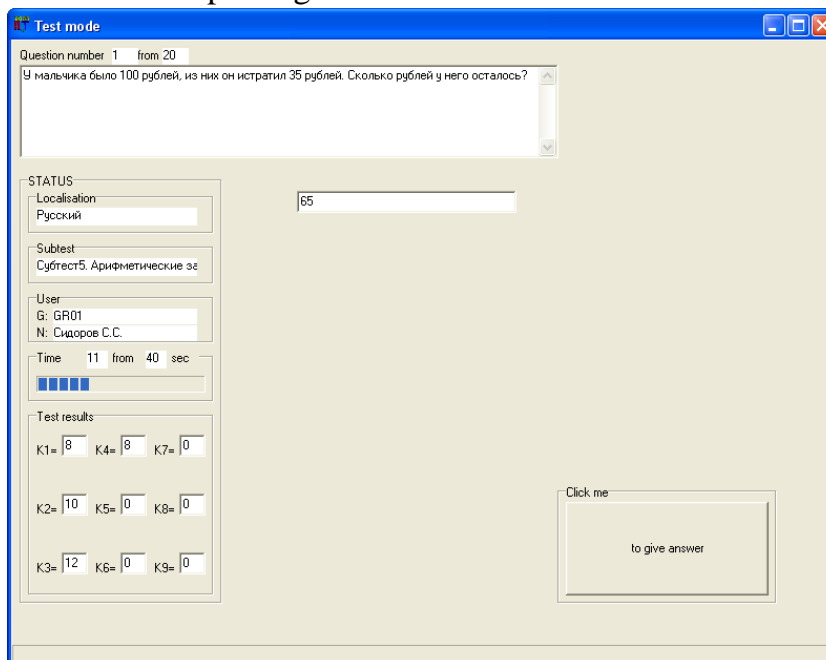 Test mode
Question number 1 from 20
У мальчика было 100 рублей, из них он истратил 35 рублей. Сколько рублей у него осталось?
STATUS
Localisation
Русский
65
Subtest
Субтест5. Арифметические за
User
G: GR01
N: Сидоров С.С.
Time 11 from 40 sec
Test results
K1= 8 K4= 8 K7= 0
K2= 10 K5= 0 K8= 0
K3= 12 K6= 0 K9= 0
Click me
to give answer